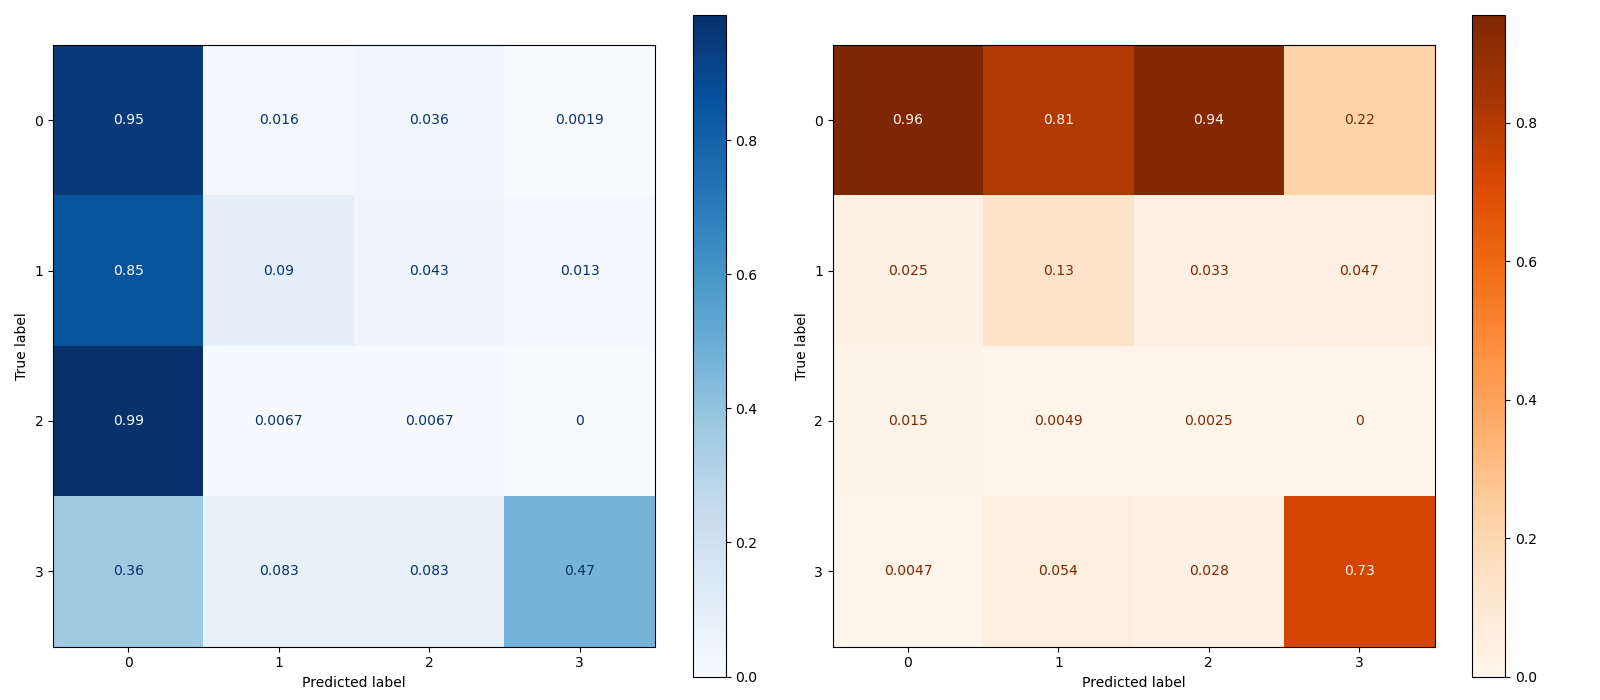 0 0.95 0.016 0.036 0.0019
1 0.85 0.09 0.043 0.013
2 0.99 0.0067 0.0067 0
3 0.36 0.083 0.083 0.47
0 1 2 3
Predicted label
True label
0.8
0.6
0.4
0.2
0.0
0 0.96 0.81 0.94 0.22
1 0.025 0.13 0.033 0.047
2 0.015 0.0049 0.0025 0
3 0.0047 0.054 0.028 0.73
0 1 2 3
Predicted label
True label
0.8
0.6
0.4
0.2
0.0